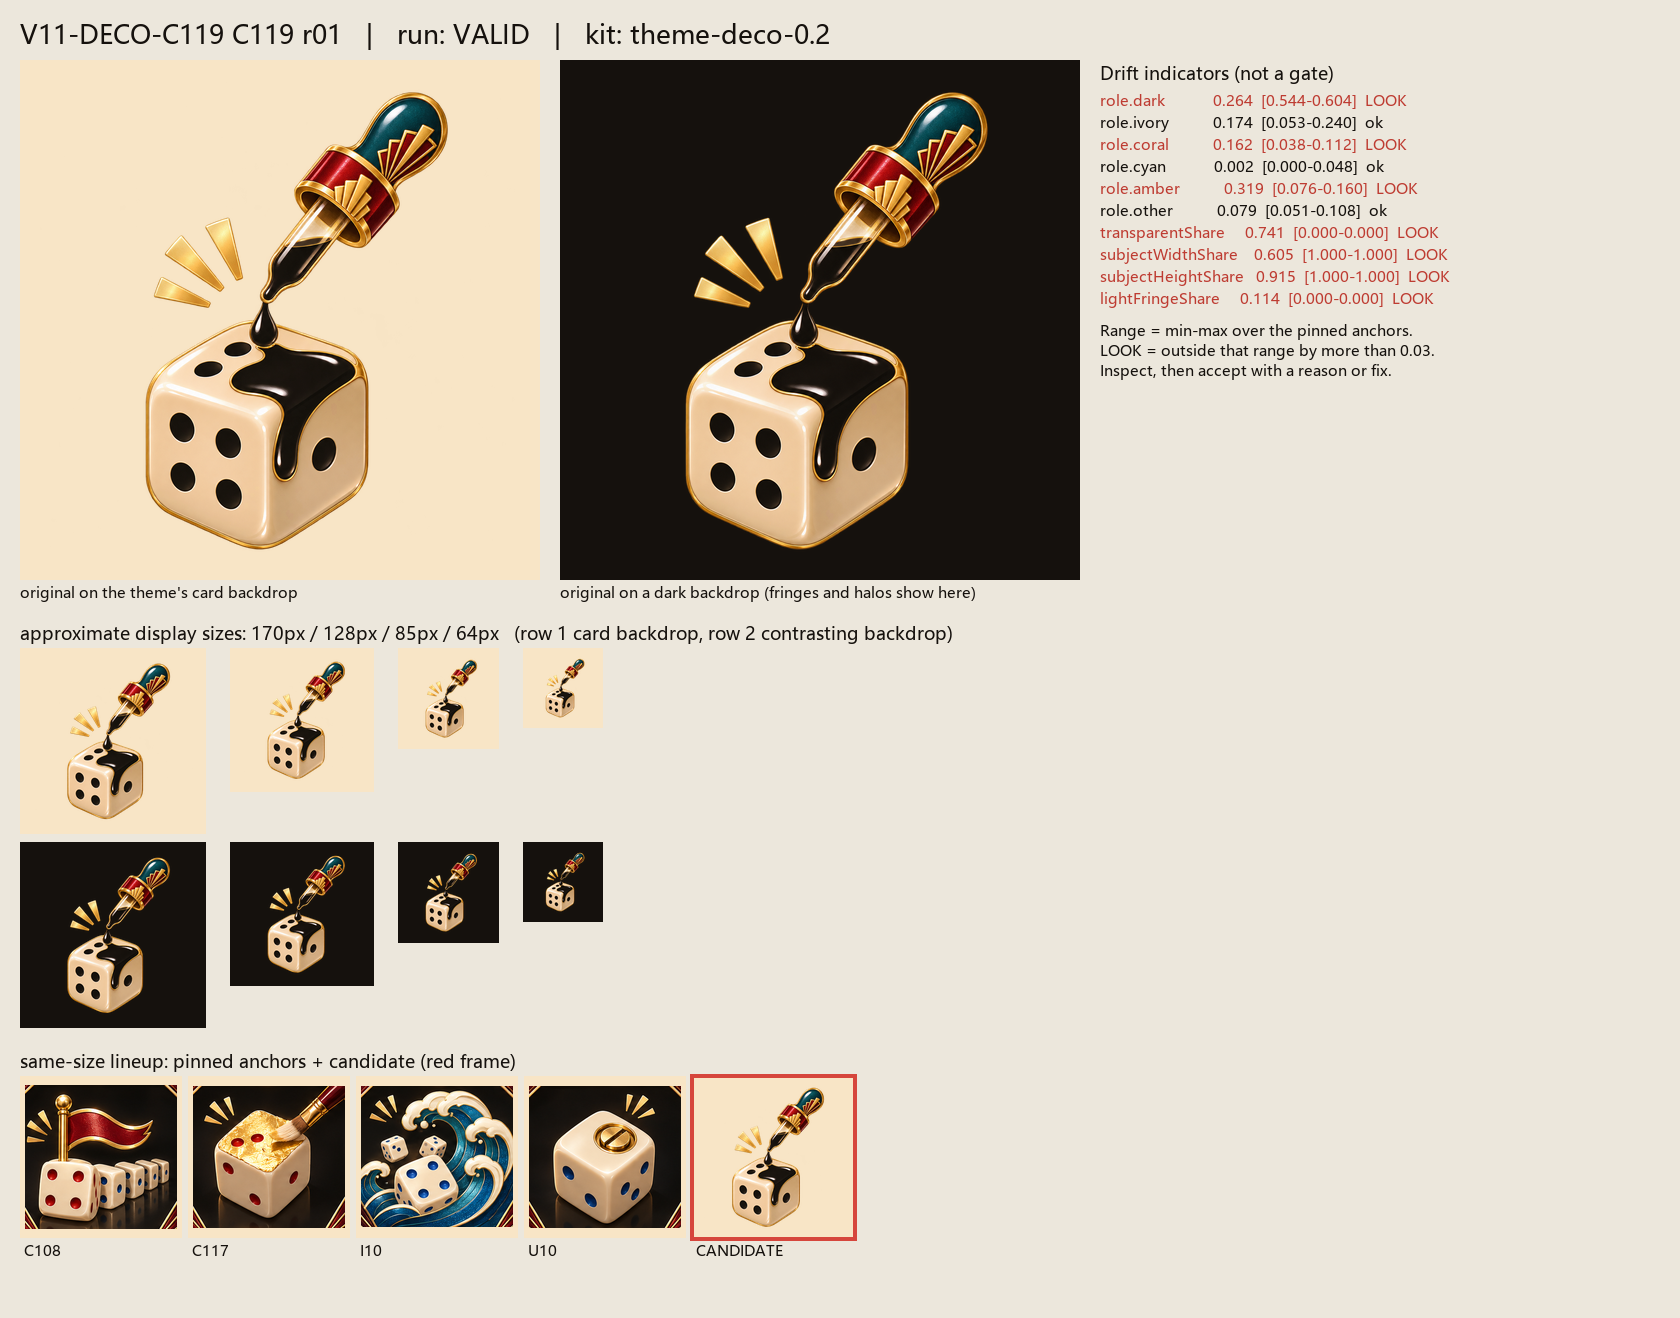 V11-DECO-C119 C119 r01 | run: VALID | kit: theme-deco-0.2
Drift indicators (not a gate)
role.dark 0.264 [0.544-0.604] LOOK
role.ivory 0.174 [0.053-0.240] ok
role.coral 0.162 [0.038-0.112] LOOK
role.cyan 0.002 [0.000-0.048] ok
role.amber 0.319 [0.076-0.160] LOOK
role.other 0.079 [0.051-0.108] ok
transparentShare 0.741 [0.000-0.000] LOOK
subjectWidthShare 0.605 [1.000-1.000] LOOK
subjectHeightShare 0.915 [1.000-1.000] LOOK
lightFringeShare 0.114 [0.000-0.000] LOOK
Range = min-max over the pinned anchors.
LOOK = outside that range by more than 0.03.
Inspect, then accept with a reason or fix.
original on the theme's card backdrop
original on a dark backdrop (fringes and halos show here)
approximate display sizes: 170px / 128px / 85px / 64px (row 1 card backdrop, row 2 contrasting backdrop)
same-size lineup: pinned anchors + candidate (red frame)
C108
C117
I10
U10
CANDIDATE